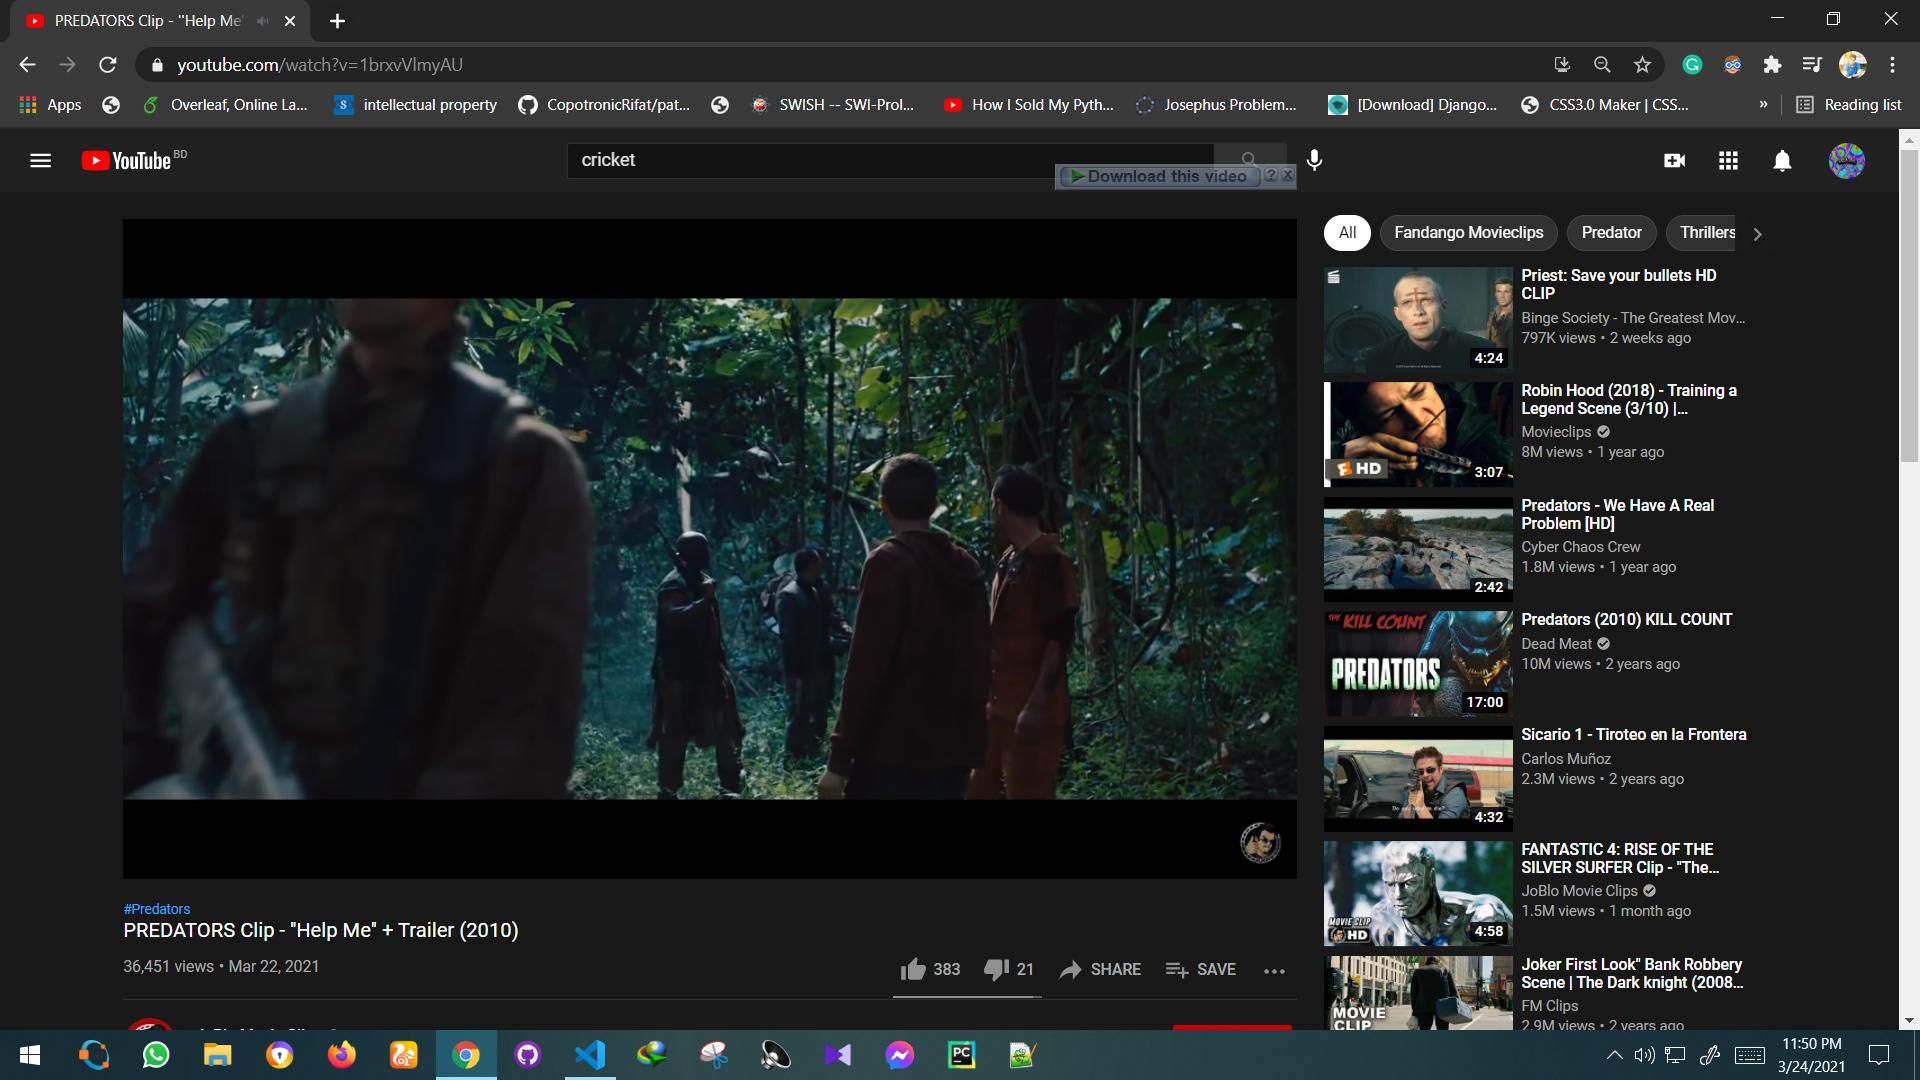 PREDATORS Clip - "Help Me"
youtube.com/watch?v=1brxvVlmyAU
Apps
Overleaf, Online La...
intellectual property
CopotronicRifat/pat...
SWISH -- SWI-Prol...
How I Sold My Pyth...
Josephus Problem...
[Download] Django...
CSS3.0 Maker | CSS...
»
Reading list
YouTube BD
cricket
Download this video
All
Fandango Movieclips
Predator
Thrillers
Priest: Save your bullets HD
CLIP
Binge Society - The Greatest Mov...
797K views • 2 weeks ago
4:24
Robin Hood (2018) - Training a
Legend Scene (3/10) |...
Movieclips
8M views • 1 year ago
HD
3:07
Predators - We Have A Real
Problem [HD]
Cyber Chaos Crew
1.8M views • 1 year ago
2:42
Predators (2010) KILL COUNT
Dead Meat
10M views • 2 years ago
THE KILL COUNT
PREDATORS
17:00
Sicario 1 - Tiroteo en la Frontera
Carlos Muñoz
2.3M views • 2 years ago
4:32
FANTASTIC 4: RISE OF THE
SILVER SURFER Clip - "The...
JoBlo Movie Clips
1.5M views • 1 month ago
MOVIE CLIP
HD
4:58
Joker First Look" Bank Robbery
Scene | The Dark knight (2008...
FM Clips
2.9M views • 2 years ago
MOVIE
CLIP
#Predators
PREDATORS Clip - "Help Me" + Trailer (2010)
36,451 views • Mar 22, 2021
383
21
SHARE
SAVE
11:50 PM
3/24/2021